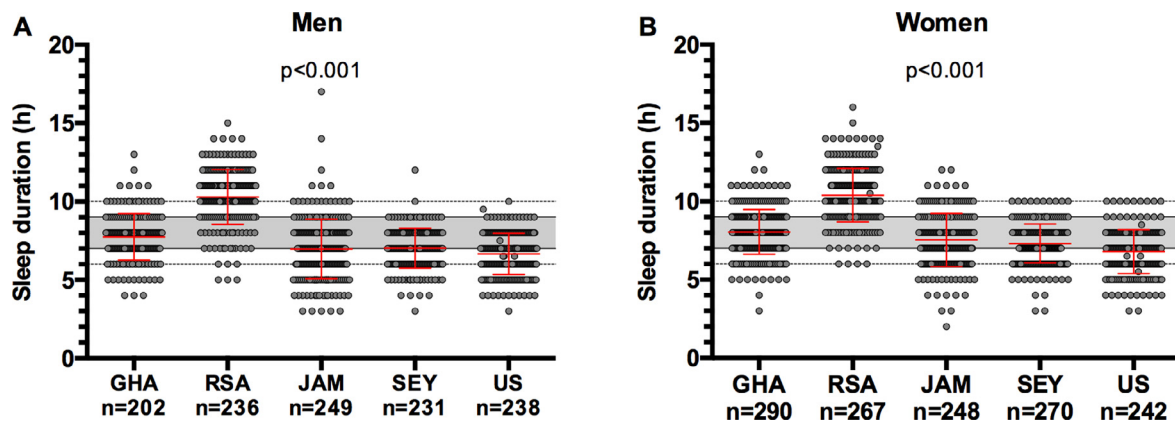 A Men
20
p<0.001
15
10
5
0
Sleep duration (h)
GHA RSA JAM SEY US
n=202 n=236 n=249 n=231 n=238
B Women
20
p<0.001
15
10
5
0
Sleep duration (h)
GHA RSA JAM SEY US
n=290 n=267 n=248 n=270 n=242